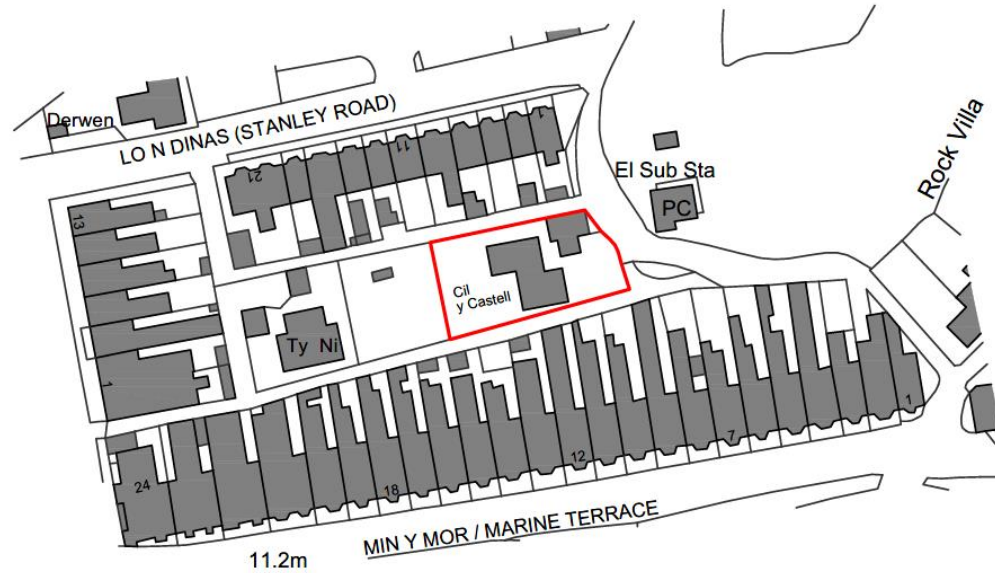 Derwen
LO N DINAS (STANLEY ROAD)
1
11
21
El Sub Sta
Rock Villa
PC
13
Cil
y Castell
Ty Ni
1
1
7
12
18
24
MIN Y MOR / MARINE TERRACE
11.2m